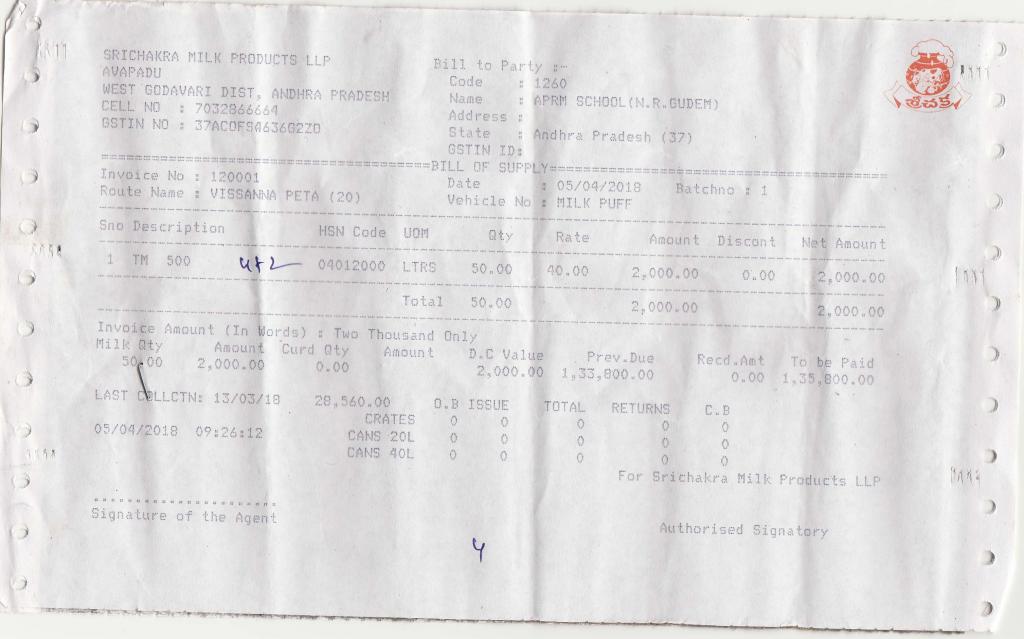 SRICHAKRA MILK PRODUCTS LLP
AVAPADU
WEST GODAVARI DIST, ANDHRA PRADESH
CELL NO : 7032866664
GSTIN NO : 37ACOFS4636G2Z0
Bill to Party :-
Code : 1260
Name : APRM SCHOOL(N.R.GUDEM)
Address :
State : Andhra Pradesh (37)
GSTIN ID:
శ్రీచక్ర
BILL OF SUPPLY
Invoice No : 120001 Date : 05/04/2018 Batchno : 1
Route Name : VISSANNA PETA (20) Vehicle No : MILK PUFF
Sno Description HSN Code UOM Qty Rate Amount Discont Net Amount
1 TM 500 04012000 LTRS 50.00 40.00 2,000.00 0.00 2,000.00
Total 50.00 2,000.00 2,000.00
Invoice Amount (In Words) : Two Thousand Only
Milk Qty Amount Curd Qty Amount D.C Value Prev.Due Recd.Amt To be Paid
50.00 2,000.00 0.00 2,000.00 1,33,800.00 0.00 1,35,800.00
LAST COLLCTN: 13/03/18 28,560.00 O.B ISSUE TOTAL RETURNS C.B
CRATES 0 0 0 0 0
05/04/2018 09:26:12 CANS 20L 0 0 0 0 0
CANS 40L 0 0 0 0 0
For Srichakra Milk Products LLP
Signature of the Agent
Authorised Signatory
4